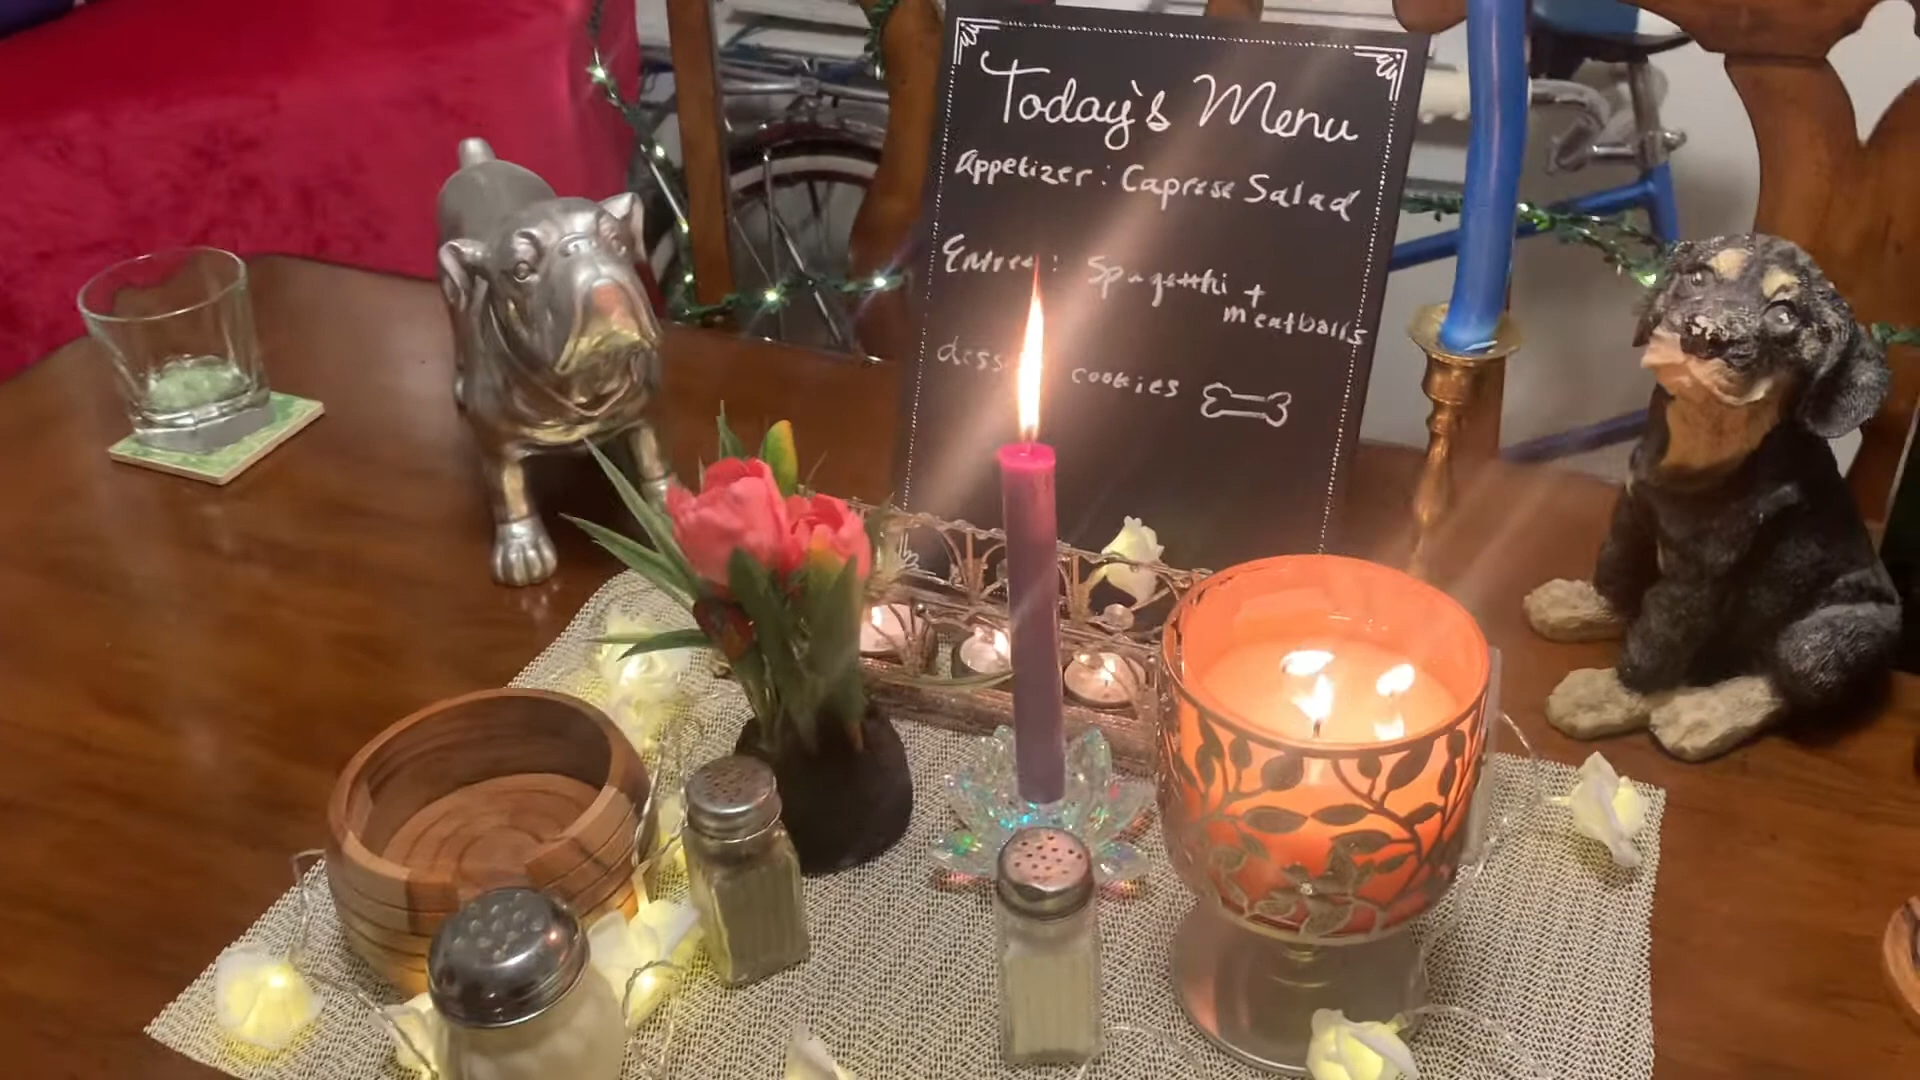 Today's Menu
Appetizer: Caprese Salad
Entree: Spagetthi +
meatballs
cookies